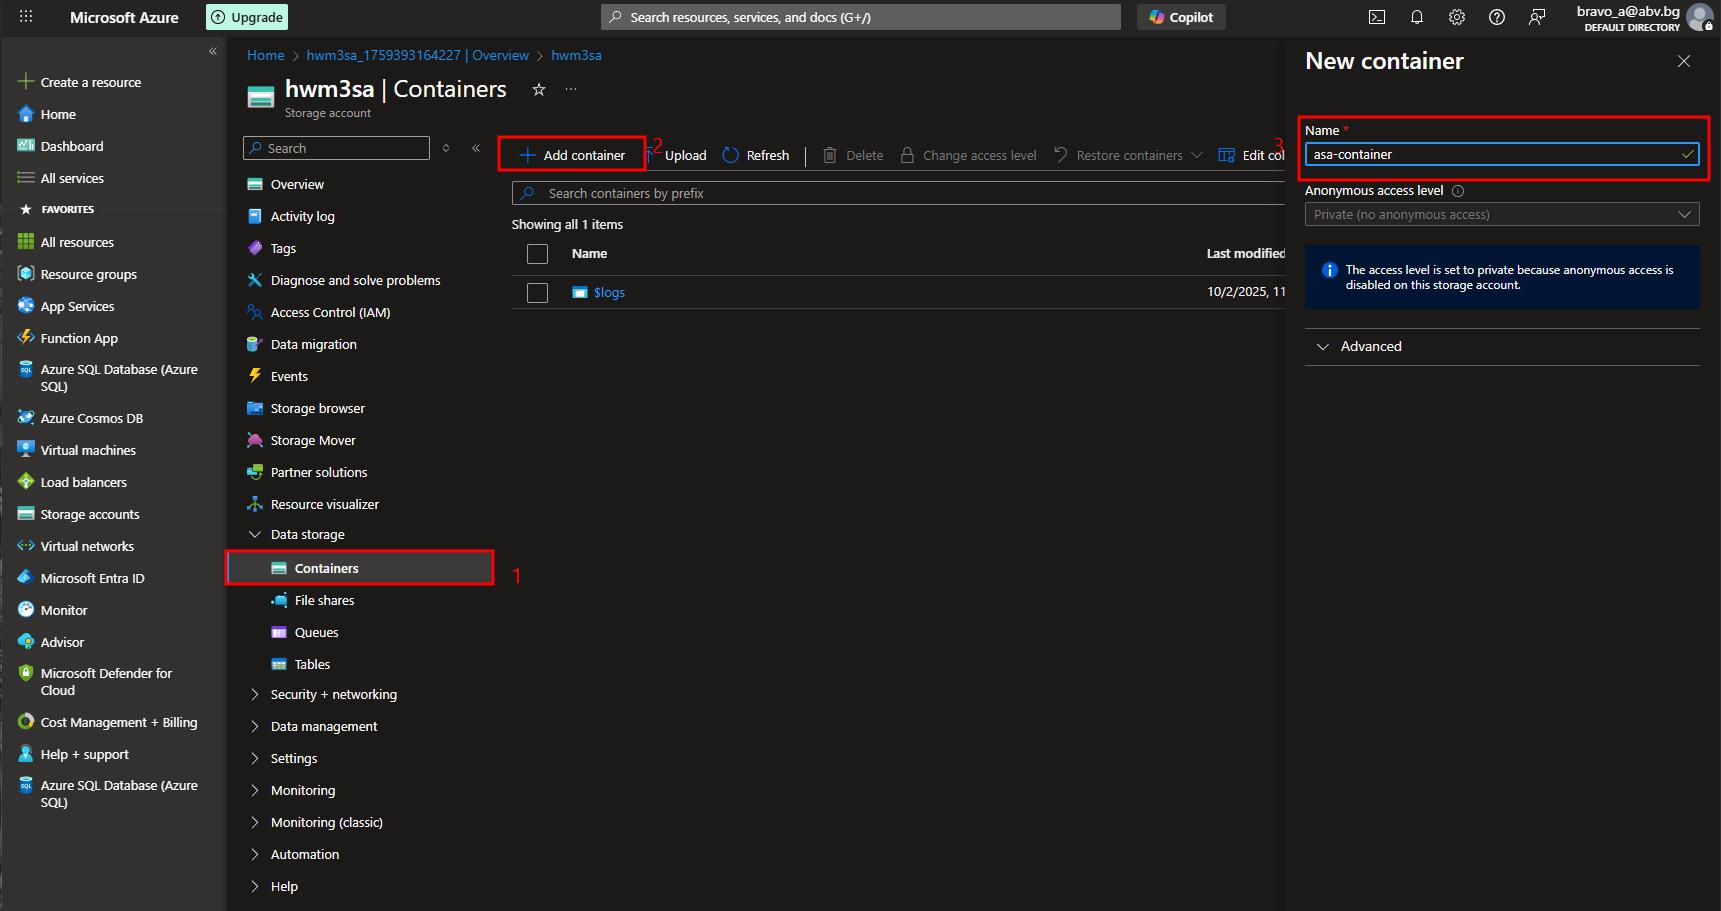 Microsoft Azure
Upgrade
Search resources, services, and docs (G+/)
Copilot
bravo_a@abv.bg
DEFAULT DIRECTORY
Create a resource
Home
Dashboard
All services
FAVORITES
All resources
Resource groups
App Services
Function App
Azure SQL Database (Azure
SQL)
Azure Cosmos DB
Virtual machines
Load balancers
Storage accounts
Virtual networks
Microsoft Entra ID
Monitor
Advisor
Microsoft Defender for
Cloud
Cost Management + Billing
Help + support
Azure SQL Database (Azure
SQL)
Home > hwm3sa_1759393164227 | Overview > hwm3sa
hwm3sa | Containers
Storage account
Search
Overview
Activity log
Tags
Diagnose and solve problems
Access Control (IAM)
Data migration
Events
Storage browser
Storage Mover
Partner solutions
Resource visualizer
Data storage
Containers
1
File shares
Queues
Tables
Security + networking
Data management
Settings
Monitoring
Monitoring (classic)
Automation
Help
Add container
2
Upload
Refresh
Delete
Change access level
Restore containers
Edit col
3
Search containers by prefix
Showing all 1 items
Name
Last modified
$logs
10/2/2025, 11
New container
Name *
asa-container
Anonymous access level
Private (no anonymous access)
The access level is set to private because anonymous access is
disabled on this storage account.
Advanced